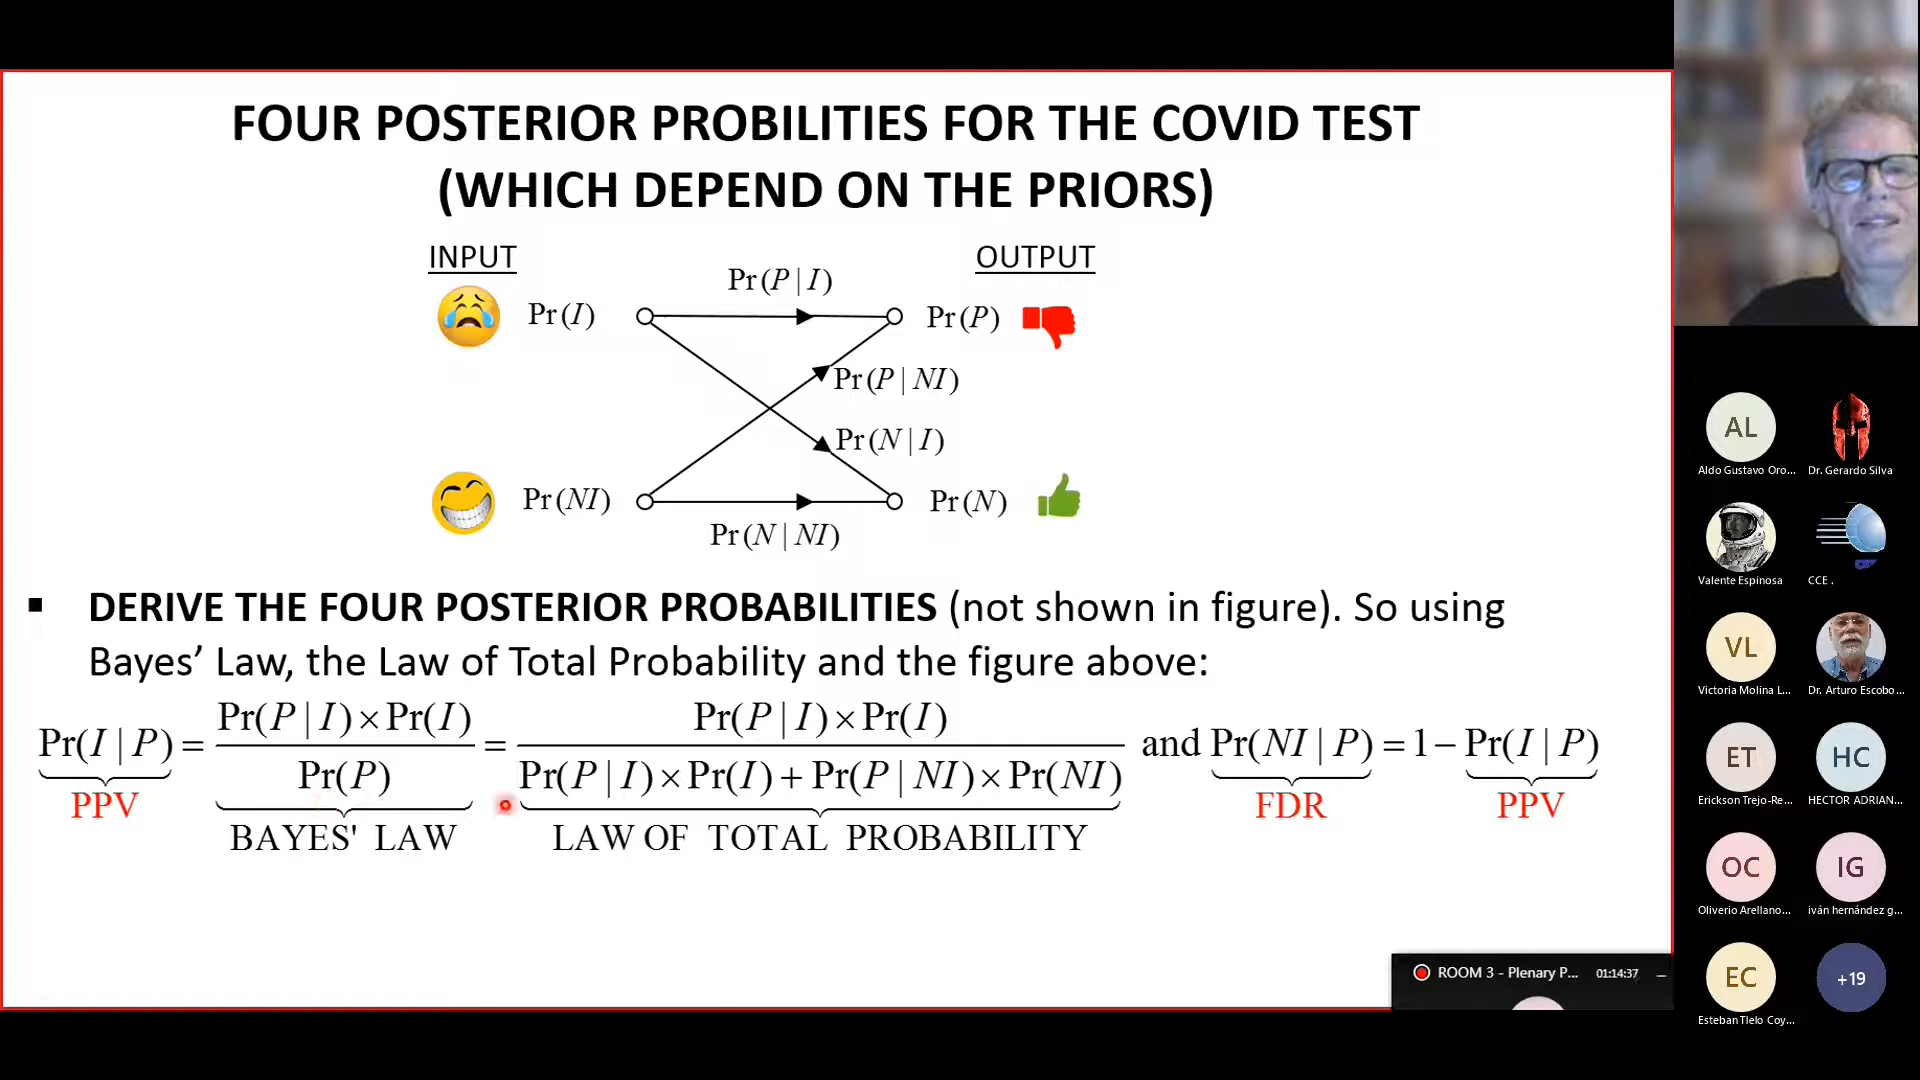 FOUR POSTERIOR PROBILITIES FOR THE COVID TEST
(WHICH DEPEND ON THE PRIORS)
INPUT
OUTPUT
Pr(P | I)
Pr(I)
Pr(P)
Pr(P | NI)
Pr(N | I)
Pr(NI)
Pr(N)
Pr(N | NI)
▪ DERIVE THE FOUR POSTERIOR PROBABILITIES (not shown in figure). So using
Bayes’ Law, the Law of Total Probability and the figure above:
Pr(P | I)×Pr(I)
Pr(P | I)×Pr(I)
Pr(I | P) = = and Pr(NI | P) = 1 − Pr(I | P)
Pr(P)
Pr(P | I)×Pr(I) + Pr(P | NI)×Pr(NI)
PPV
FDR
PPV
BAYES' LAW
LAW OF TOTAL PROBABILITY
ROOM 3 - Plenary P... 01:14:37
AL
Aldo Gustavo Oro...
Dr. Gerardo Silva
Valente Espinosa
CCE .
VL
Victoria Molina L...
Dr. Arturo Escobo...
ET
HC
Erickson Trejo-Re...
HECTOR ADRIAN...
OC
IG
Oliverio Arellano...
iván hernández g...
EC
+19
Esteban Tlelo Coy...